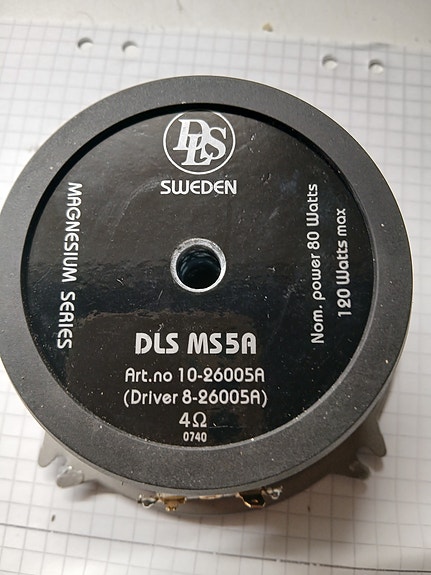 DLS
SWEDEN
MAGNESIUM SERIES
Nom. power 80 Watts
120 Watts max
DLS MS5A
Art.no 10-26005A
(Driver 8-26005A)
4Ω
0740